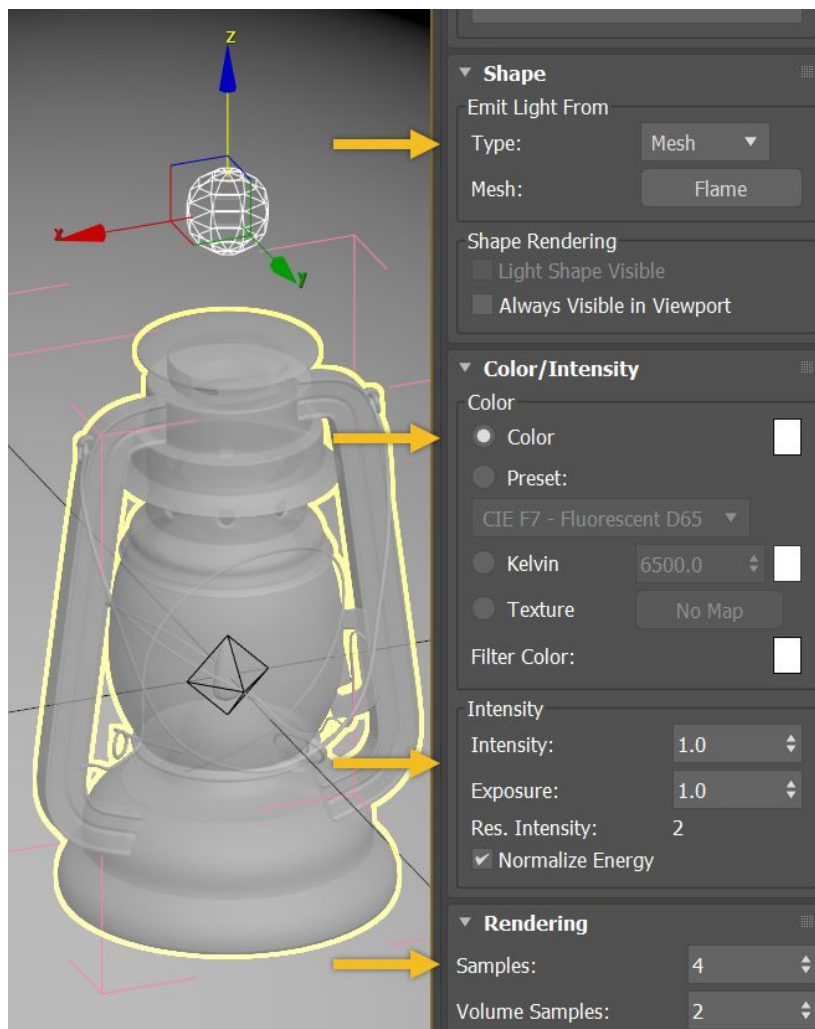 z
x
y
Shape
Emit Light From
Type: Mesh
Mesh: Flame
Shape Rendering
Light Shape Visible
Always Visible in Viewport
Color/Intensity
Color
Color
Preset:
CIE F7 - Fluorescent D65
Kelvin 6500.0
Texture No Map
Filter Color:
Intensity
Intensity: 1.0
Exposure: 1.0
Res. Intensity: 2
Normalize Energy
Rendering
Samples: 4
Volume Samples: 2